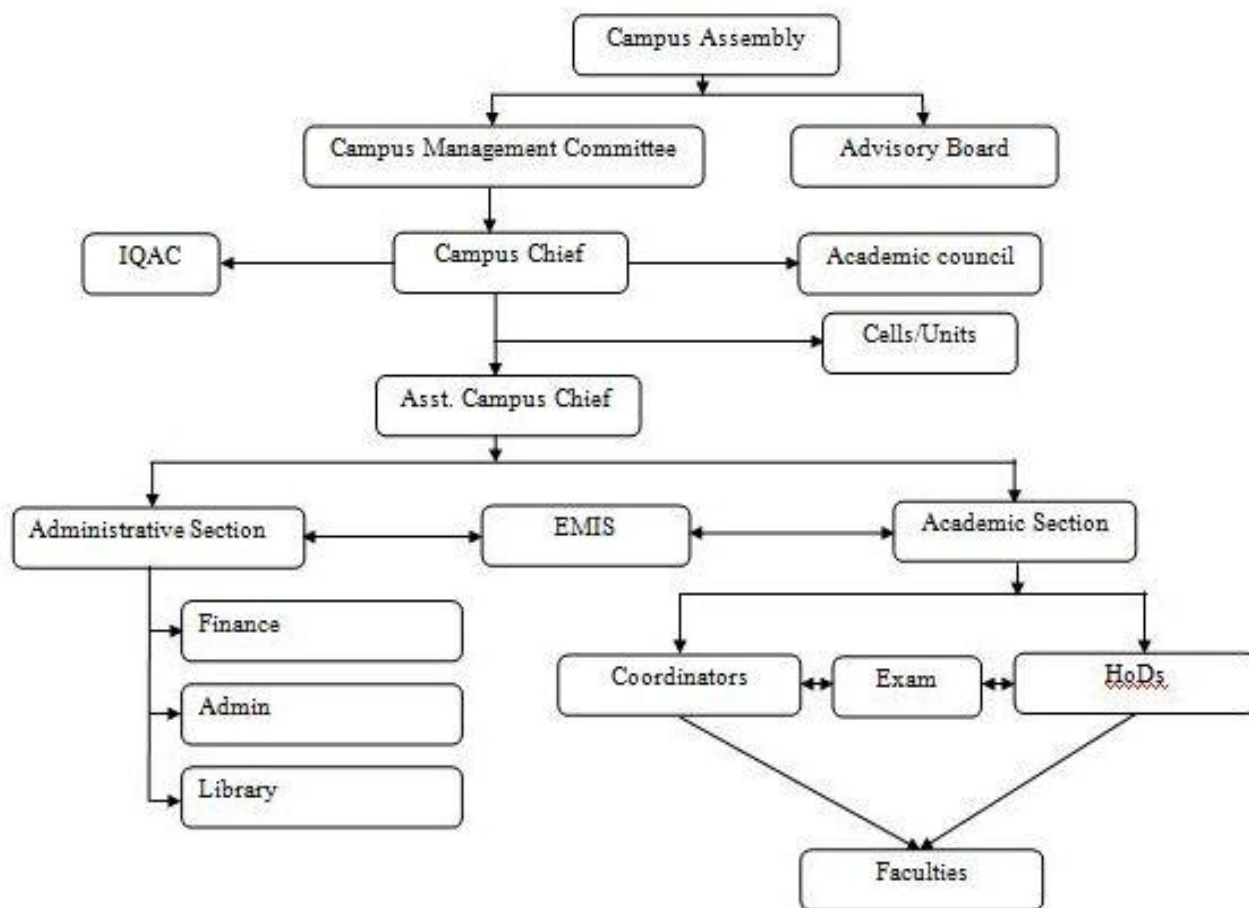 Campus Assembly
Campus Management Committee
Advisory Board
IQAC
Campus Chief
Academic council
Cells/Units
Asst. Campus Chief
Administrative Section
EMIS
Academic Section
Finance
Coordinators
Exam
HoDs
Admin
Library
Faculties